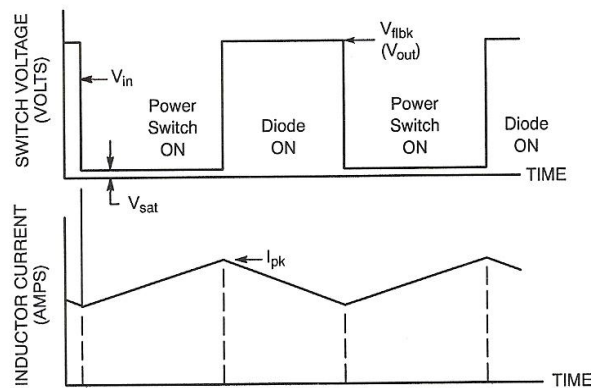 SWITCH VOLTAGE
(VOLTS)
Vin
Vflbk
(Vout)
Power
Switch
ON
Diode
ON
Power
Switch
ON
Diode
ON
TIME
Vsat
INDUCTOR CURRENT
(AMPS)
Ipk
TIME